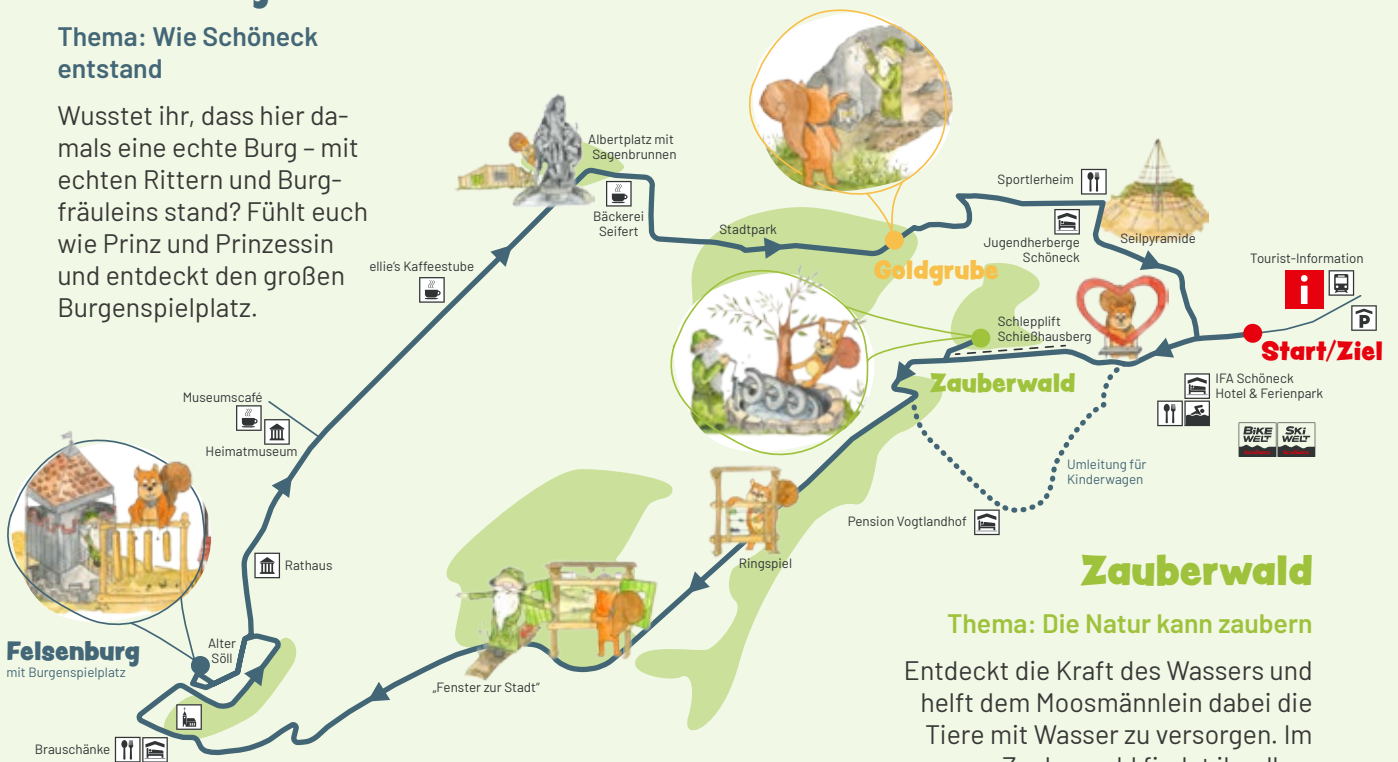 Thema: Wie Schöneck
entstand
Wusstet ihr, dass hier da-
mals eine echte Burg – mit
echten Rittern und Burg-
fräuleins stand? Fühlt euch
wie Prinz und Prinzessin
und entdeckt den großen
Burgenspielplatz.
Albertplatz mit
Sagenbrunnen
Bäckerei
Seifert
Stadtpark
ellie's Kaffeestube
Goldgrube
Sportlerheim
Jugendherberge
Schöneck
Seilpyramide
Tourist-Information
i
P
Start/Ziel
Schlepplift
Schießhausberg
Zauberwald
IFA Schöneck
Hotel & Ferienpark
BIKE
WELT
SKI
WELT
Umleitung für
Kinderwagen
Pension Vogtlandhof
Museumscafé
Heimatmuseum
Ringspiel
Rathaus
Alter
Söll
Felsenburg
mit Burgenspielplatz
„Fenster zur Stadt"
Brauschänke
Zauberwald
Thema: Die Natur kann zaubern
Entdeckt die Kraft des Wassers und
helft dem Moosmännlein dabei die
Tiere mit Wasser zu versorgen. Im